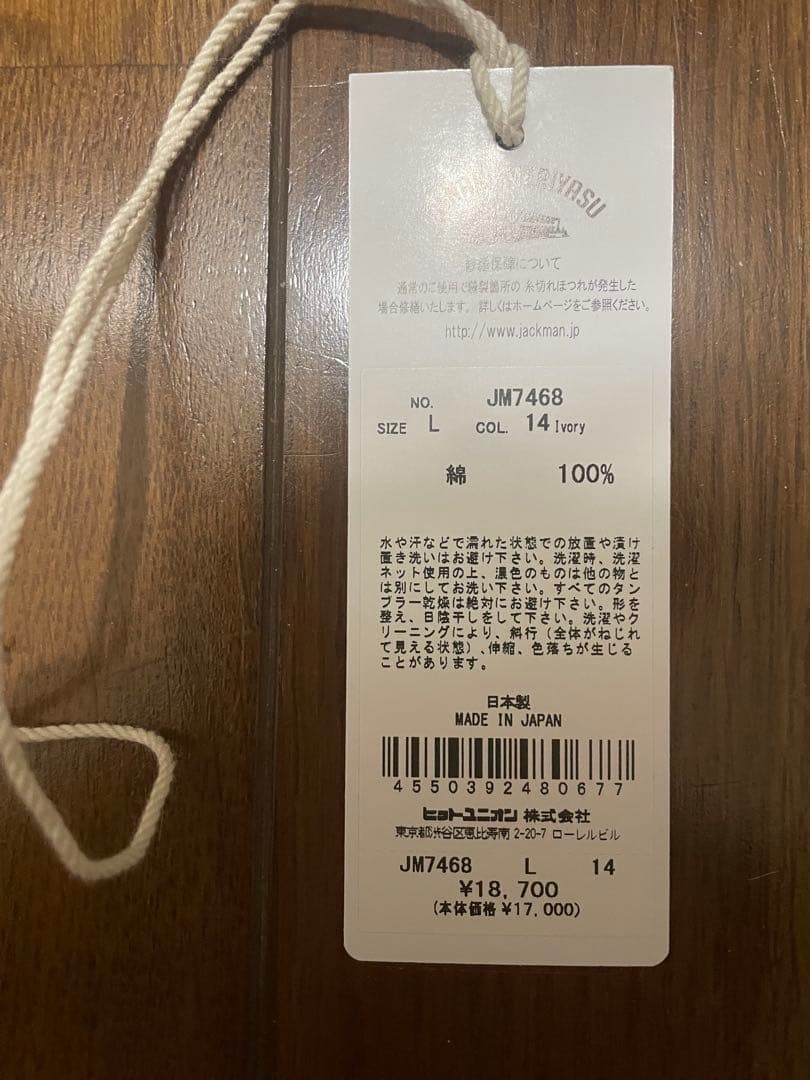 縫製保障について
通常のご使用で縫製箇所の 糸切れほつれが発生した
場合修繕いたします。詳しくはホームページをご参照ください。
http://www.jackman.jp
NO. JM7468
SIZE L COL. 14 Ivory
綿 100%
水や汗などで濡れた状態での放置や漬け
置き洗いはお避け下さい。洗濯時、洗濯
ネット使用の上、濃色のものは他の物と
は別にしてお洗い下さい。すべてのタン
ブラー乾燥は絶対にお避け下さい。形を
整え、日陰干しをして下さい。洗濯やク
リーニングにより、斜行（全体がねじれ
て見える状態）、伸縮、色落ちが生じる
ことがあります。
日本製
MADE IN JAPAN
4550392480677
ヒットユニオン 株式会社
東京都渋谷区恵比寿南 2-20-7 ローレルビル
JM7468 L 14
¥18,700
(本体価格 ¥17,000)